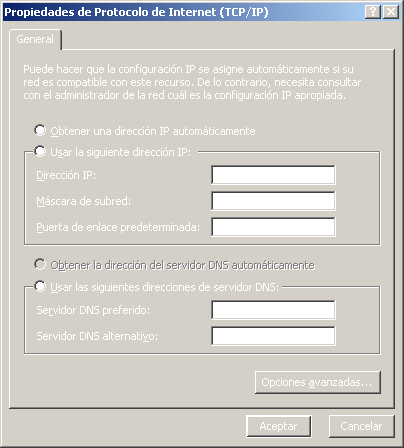 Propiedades de Protocolo de Internet (TCP/IP)
General
Puede hacer que la configuración IP se asigne automáticamente si su
red es compatible con este recurso. De lo contrario, necesita consultar
con el administrador de la red cuál es la configuración IP apropiada.
Obtener una dirección IP automáticamente
Usar la siguiente dirección IP:
Dirección IP:
Máscara de subred:
Puerta de enlace predeterminada:
Obtener la dirección del servidor DNS automáticamente
Usar las siguientes direcciones de servidor DNS:
Servidor DNS preferido:
Servidor DNS alternativo:
Opciones avanzadas...
Aceptar
Cancelar